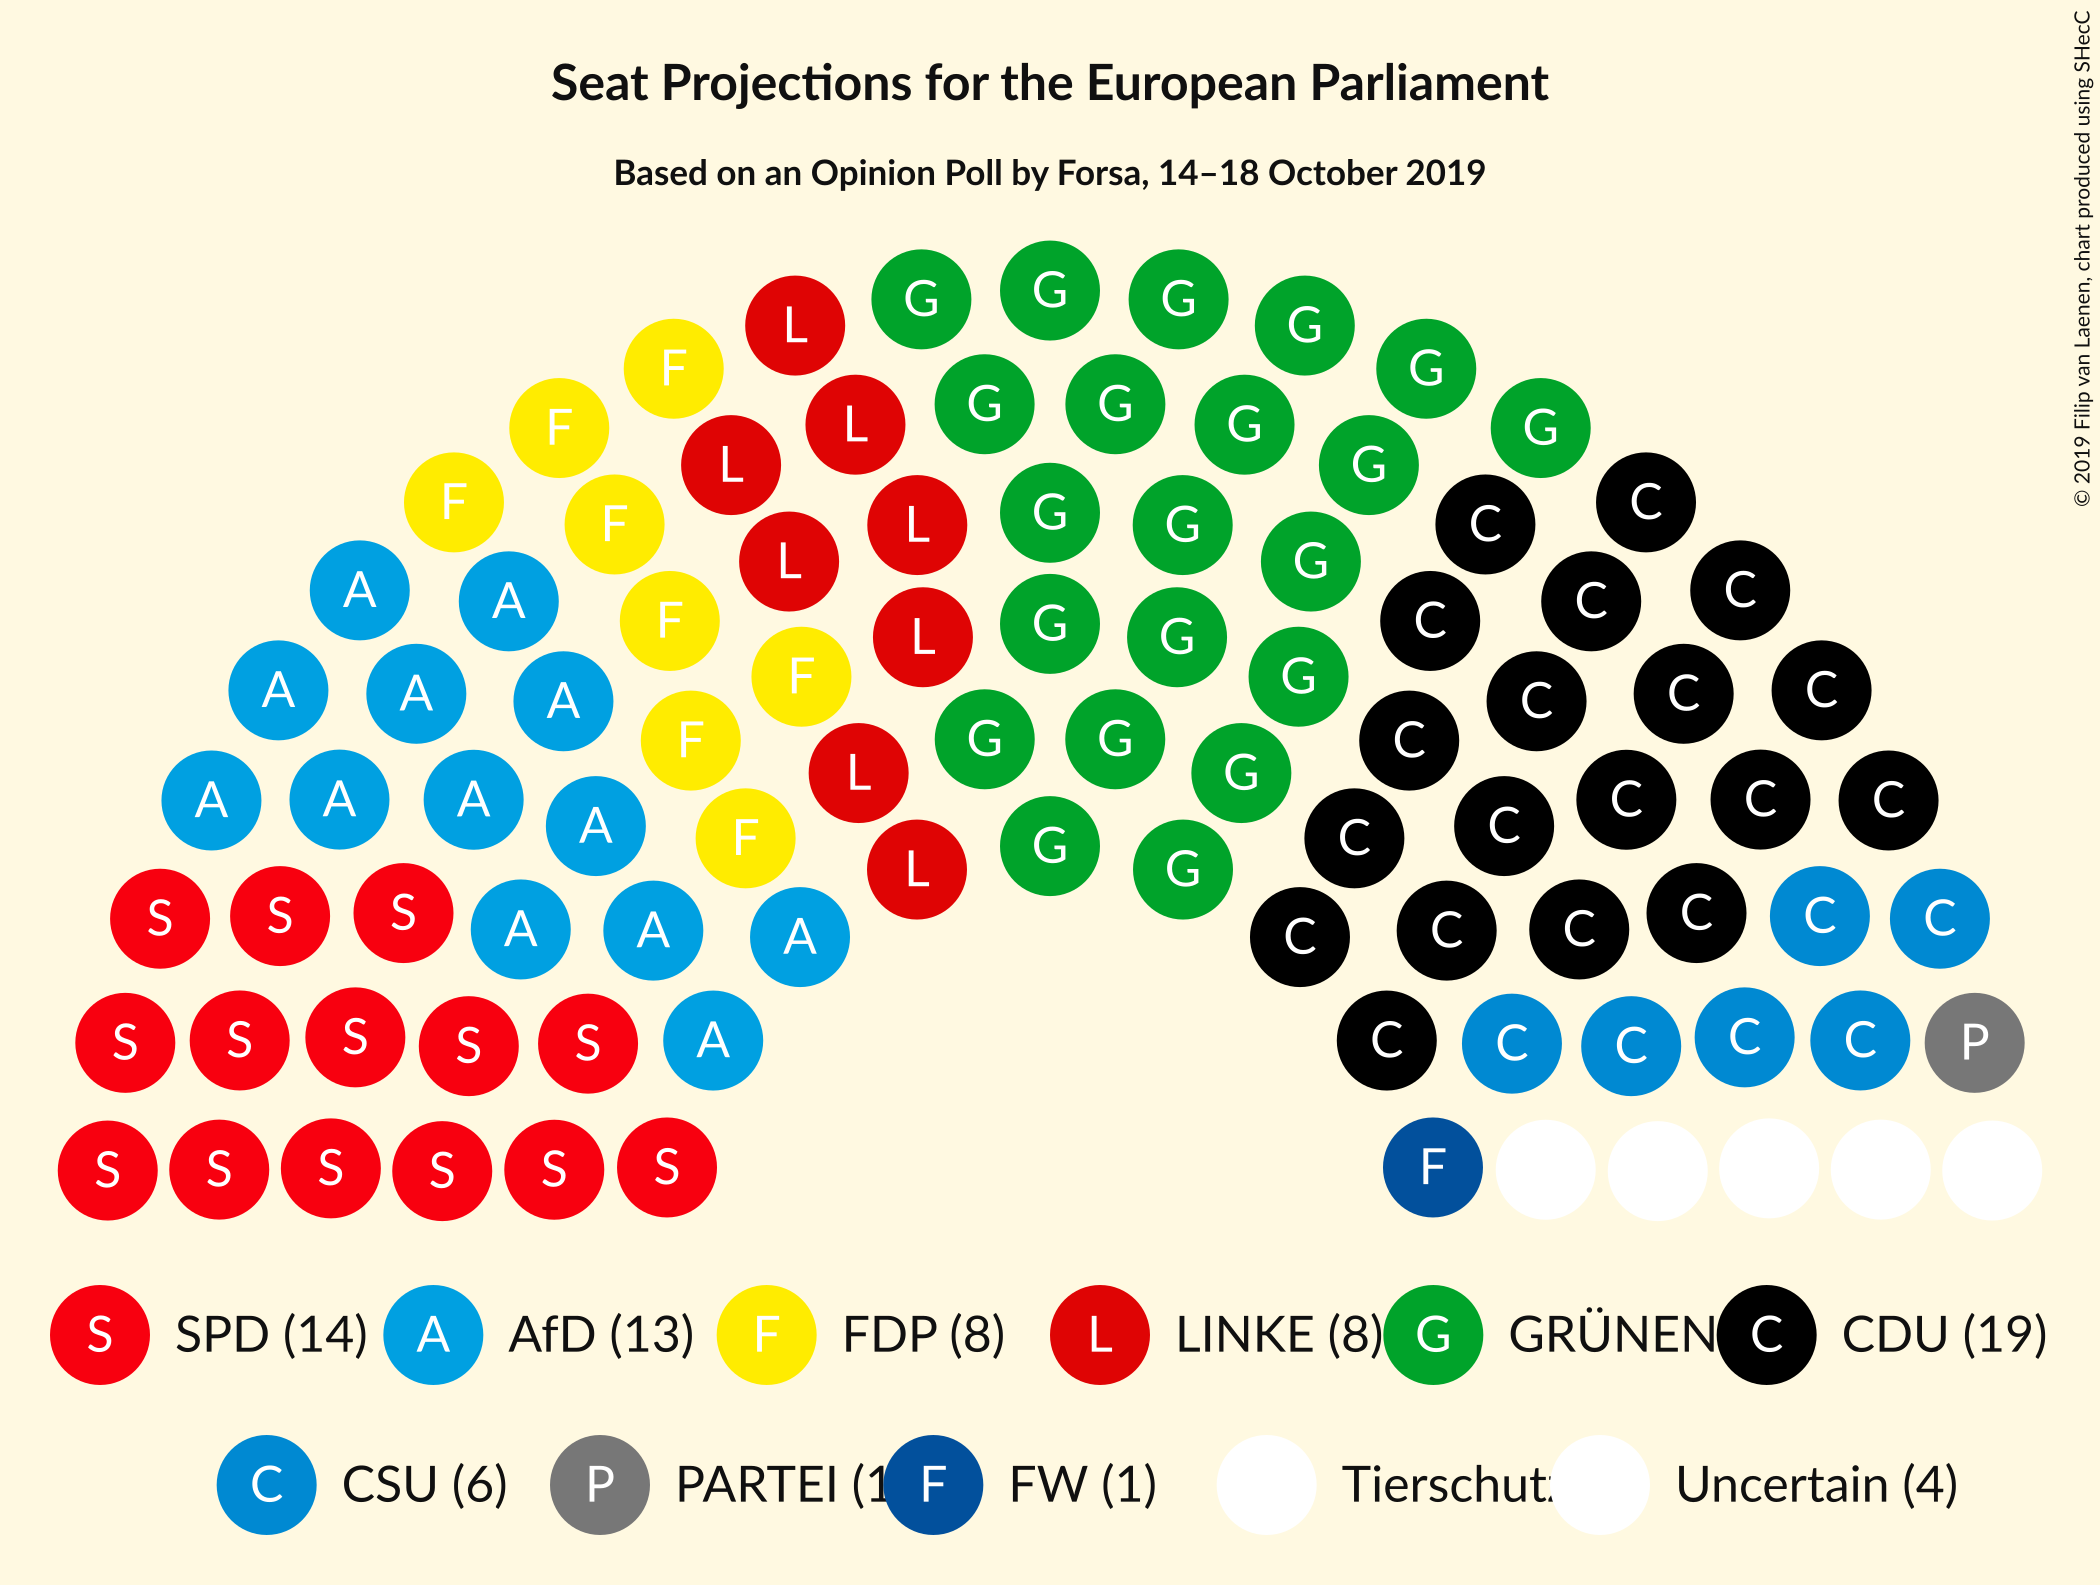 Seat Projections for the European Parliament
Based on an Opinion Poll by Forsa, 14–18 October 2019
© 2019 Filip van Laenen, chart produced using SHecC
G G G G
L G
F G
F G G G G
L G
F L G C C
F L G G
L G
A A F G G C C C
L G
A A A F G C C C C
F G G C
A A A A F L G C C C C C
L G G
S S S A A A C C C C C C
S S S S S A C C C C C P
S S S S S S F
S SPD (14) A AfD (13) F FDP (8) L LINKE (8) G GRÜNEN C CDU (19)
C CSU (6) P PARTEI (1 F FW (1) Tierschutz Uncertain (4)